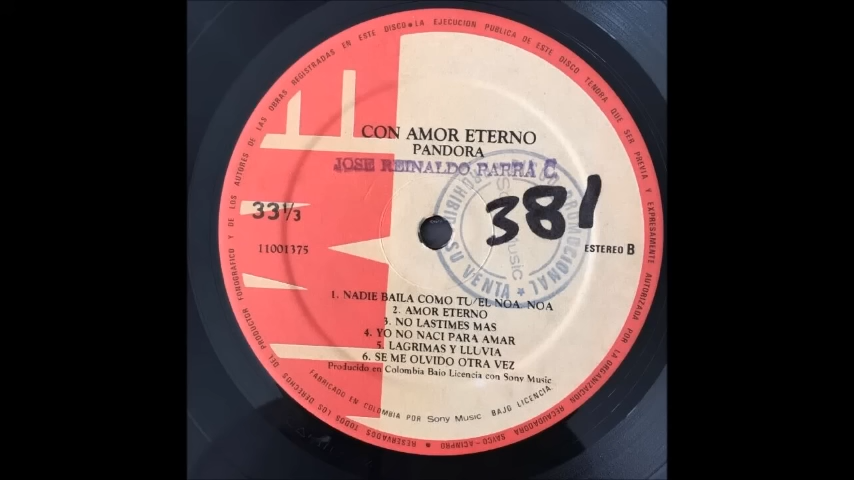 RESERVADOS TODOS LOS DERECHOS DEL PRODUCTOR FONOGRAFICO Y DE LOS AUTORES DE LAS OBRAS REGISTRADAS EN ESTE DISCO • LA EJECUCION PUBLICA DE ESTE DISCO TENDRA QUE SER PREVIA Y EXPRESAMENTE AUTORIZADA POR LA ORGANIZACION RECAUDADORA SAYCO-ACINPRO •
CON AMOR ETERNO
PANDORA
JOSE REINALDO PARRA C.
PROHIBIDA SU VENTA * PROMOCIONAL
Sony Music
381
33⅓
11001375
ESTEREO B
1. NADIE BAILA COMO TU/EL NOA NOA
2. AMOR ETERNO
3. NO LASTIMES MAS
4. YO NO NACI PARA AMAR
5. LAGRIMAS Y LLUVIA
6. SE ME OLVIDO OTRA VEZ
Producido en Colombia Bajo Licencia con Sony Music
FABRICADO EN COLOMBIA POR Sony Music BAJO LICENCIA